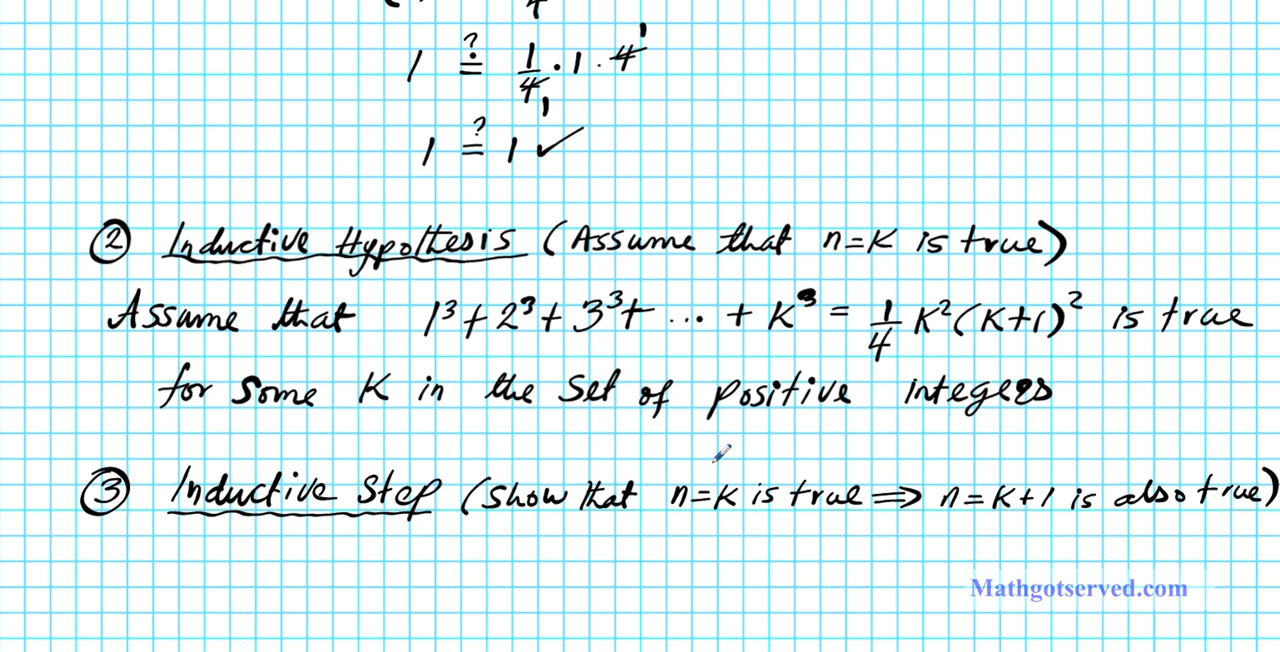 1 ≟ 1/4 · 1 · 4 1
1
1 ≟ 1 ✓
② Inductive Hypothesis (Assume that n=K is true)
Assume that 1³ + 2³ + 3³ + ... + K³ = 1/4 K² (K+1)² is true
for some K in the set of positive integers
③ Inductive Step (Show that n=K is true ⟹ n=K+1 is also true)
Mathgotserved.com